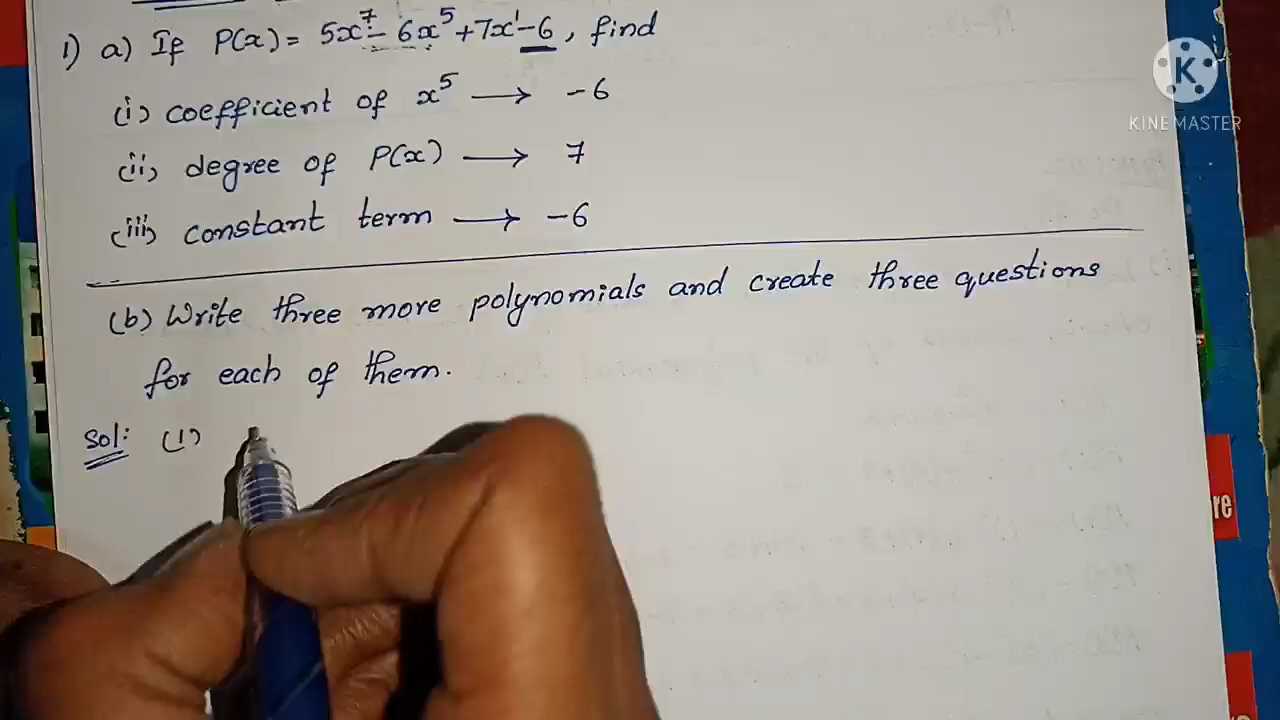 1) a) If P(x) = 5x⁷ - 6x⁵ + 7x¹ - 6, find
(i) coefficient of x⁵ → -6
(ii) degree of P(x) → 7
(iii) constant term → -6
(b) Write three more polynomials and create three questions
for each of them.
Sol: (1)
K
KINEMASTER
re